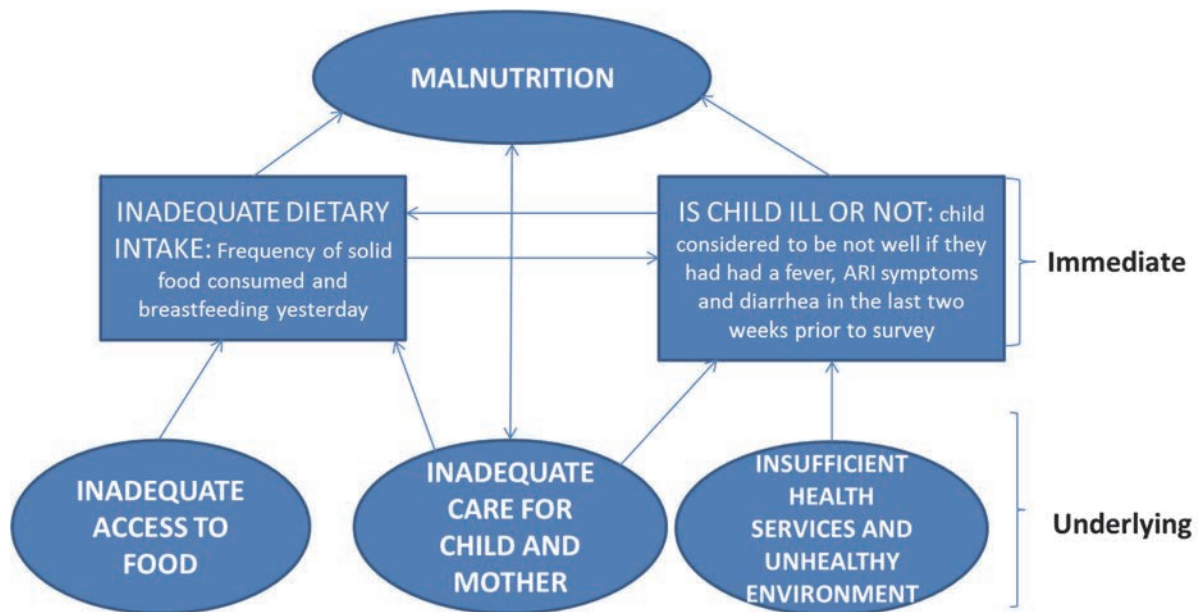 MALNUTRITION
INADEQUATE DIETARY
INTAKE: Frequency of solid
food consumed and
breastfeeding yesterday
IS CHILD ILL OR NOT: child
considered to be not well if they
had had a fever, ARI symptoms
and diarrhea in the last two
weeks prior to survey
Immediate
INADEQUATE
ACCESS TO
FOOD
INADEQUATE
CARE FOR
CHILD AND
MOTHER
INSUFFICIENT
HEALTH
SERVICES AND
UNHEALTHY
ENVIRONMENT
Underlying